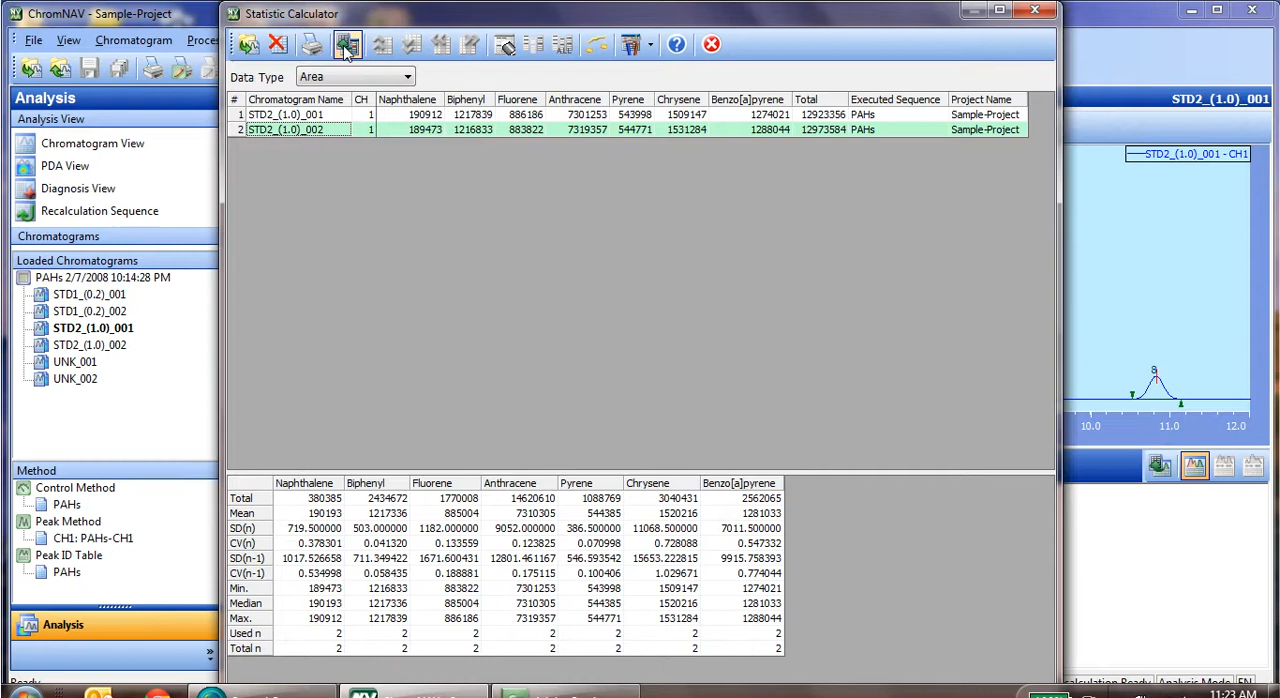 ChromNAV - Sample-Project
Statistic Calculator
File View Chromatogram Proce
Data Type Area
Analysis
STD2_(1.0)_001
Analysis View
Chromatogram View
PDA View
Diagnosis View
Recalculation Sequence
Chromatograms
Loaded Chromatograms
PAHs 2/7/2008 10:14:28 PM
STD1_(0.2)_001
STD1_(0.2)_002
STD2_(1.0)_001
STD2_(1.0)_002
UNK_001
UNK_002
Method
Control Method
PAHs
Peak Method
CH1: PAHs-CH1
Peak ID Table
PAHs
Analysis
»
# Chromatogram Name CH Naphthalene Biphenyl Fluorene Anthracene Pyrene Chrysene Benzo[a]pyrene Total Executed Sequence Project Name
1 STD2_(1.0)_001 1 190912 1217839 886186 7301253 543998 1509147 1274021 12923356 PAHs Sample-Project
2 STD2_(1.0)_002 1 189473 1216833 883822 7319357 544771 1531284 1288044 12973584 PAHs Sample-Project
STD2_(1.0)_001 - CH1
8
10.0 11.0 12.0
Naphthalene Biphenyl Fluorene Anthracene Pyrene Chrysene Benzo[a]pyrene
Total 380385 2434672 1770008 14620610 1088769 3040431 2562065
Mean 190193 1217336 885004 7310305 544385 1520216 1281033
SD(n) 719.500000 503.000000 1182.000000 9052.000000 386.500000 11068.500000 7011.500000
CV(n) 0.378301 0.041320 0.133559 0.123825 0.070998 0.728088 0.547332
SD(n-1) 1017.526658 711.349422 1671.600431 12801.461167 546.593542 15653.222815 9915.758393
CV(n-1) 0.534998 0.058435 0.188881 0.175115 0.100406 1.029671 0.774044
Min. 189473 1216833 883822 7301253 543998 1509147 1274021
Median 190193 1217336 885004 7310305 544385 1520216 1281033
Max. 190912 1217839 886186 7319357 544771 1531284 1288044
Used n 2 2 2 2 2 2 2
Total n 2 2 2 2 2 2 2
11:23 AM